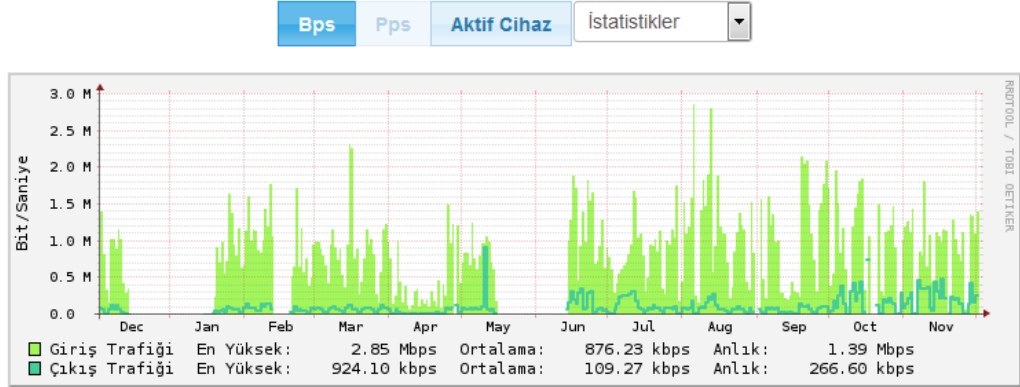 Bps Pps Aktif Cihaz İstatistikler
3.0 M
2.5 M
2.0 M
1.5 M
1.0 M
0.5 M
0.0
Bit/Saniye
RRDTOOL / TOBI OETIKER
Dec Jan Feb Mar Apr May Jun Jul Aug Sep Oct Nov
Giriş Trafiği En Yüksek: 2.85 Mbps Ortalama: 876.23 kbps Anlık: 1.39 Mbps
Çıkış Trafiği En Yüksek: 924.10 kbps Ortalama: 109.27 kbps Anlık: 266.60 kbps